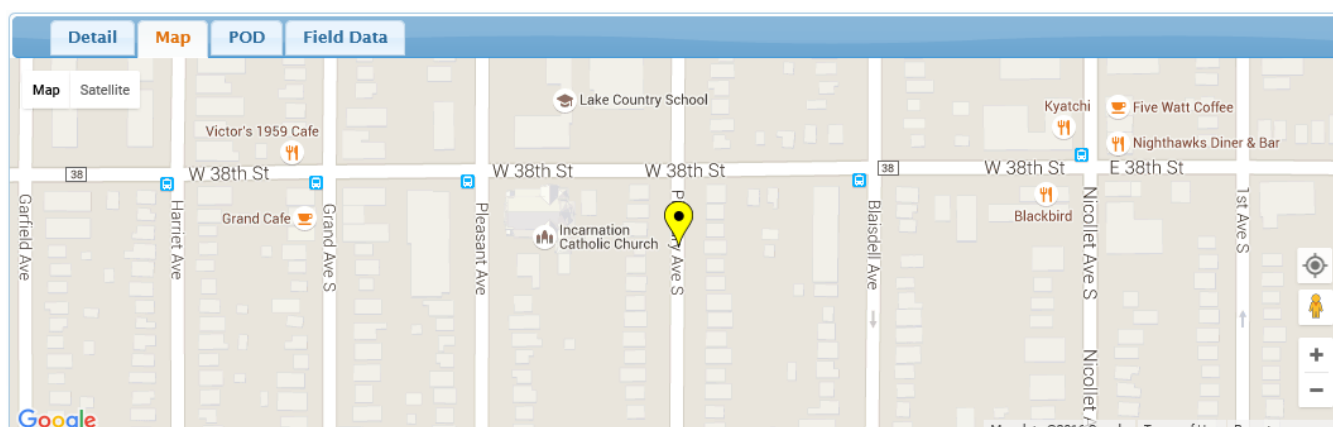 Detail
Map
POD
Field Data
Map
Satellite
Lake Country School
Kyatchi
Five Watt Coffee
Victor's 1959 Cafe
Nighthawks Diner & Bar
38
W 38th St
W 38th St
W 38th St
38
W 38th St
E 38th St
Garfield Ave
Harriet Ave
Grand Cafe
Grand Ave S
Pleasant Ave
Incarnation
Catholic Church
Ave S
Blaisdell Ave
Blackbird
Nicollet Ave S
1st Ave S
Nicollet
Google